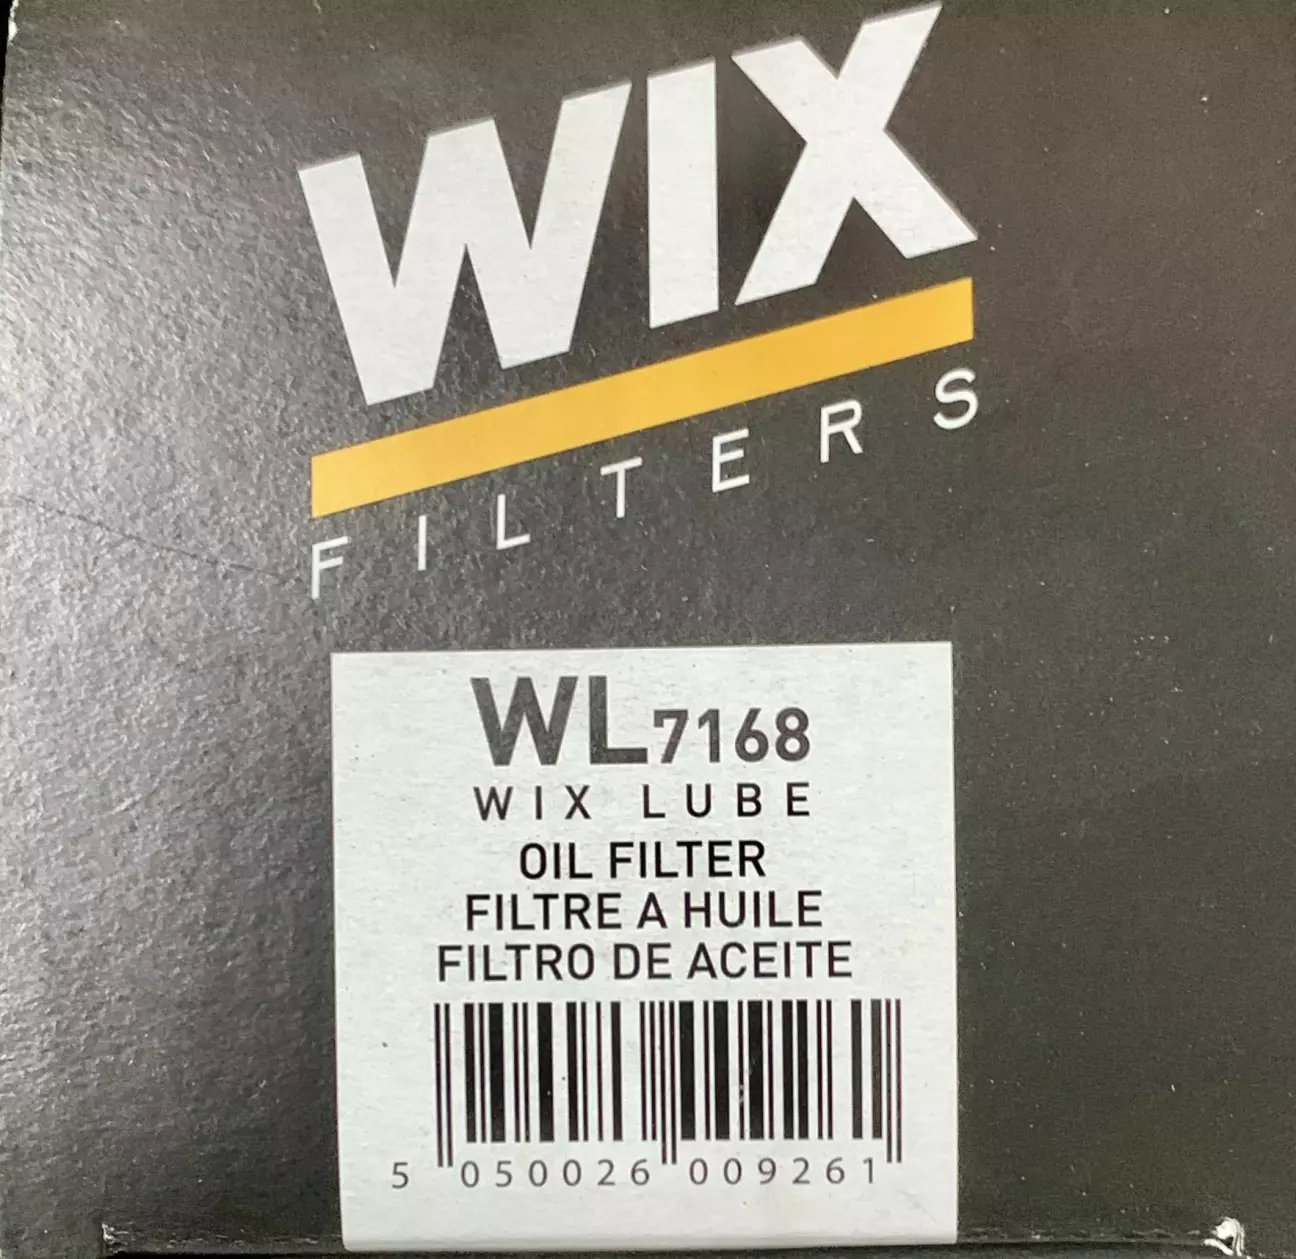 WIX
FILTERS
WL7168
WIX LUBE
OIL FILTER
FILTRE A HUILE
FILTRO DE ACEITE
5 050026 009261